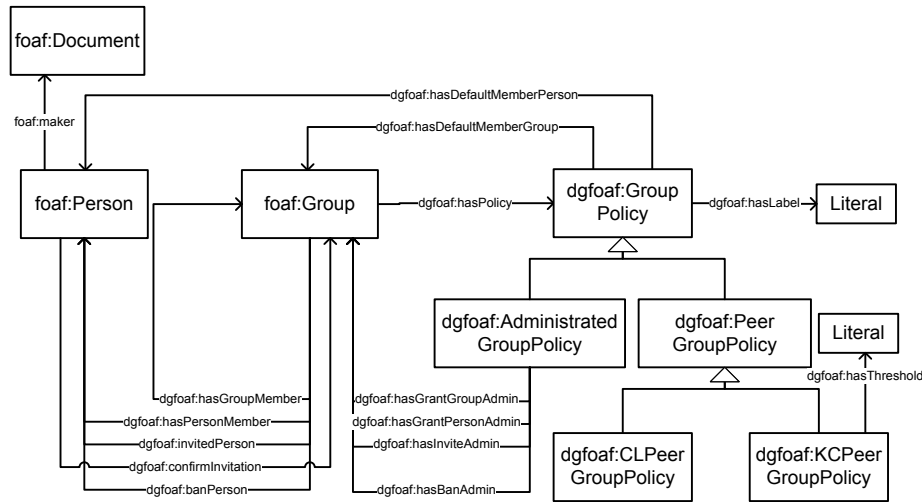 foaf:Document
dgfoaf:hasDefaultMemberPerson
foaf:maker
dgfoaf:hasDefaultMemberGroup
foaf:Person
foaf:Group
dgfoaf:hasPolicy
dgfoaf:Group
Policy
dgfoaf:hasLabel
Literal
dgfoaf:Administrated
GroupPolicy
dgfoaf:Peer
GroupPolicy
Literal
dgfoaf:hasThreshold
dgfoaf:hasGroupMember
dgfoaf:hasGrantGroupAdmin
dgfoaf:hasPersonMember
dgfoaf:hasGrantPersonAdmin
dgfoaf:invitedPerson
dgfoaf:hasInviteAdmin
dgfoaf:confirmInvitation
dgfoaf:banPerson
dgfoaf:hasBanAdmin
dgfoaf:CLPeer
GroupPolicy
dgfoaf:KCPeer
GroupPolicy